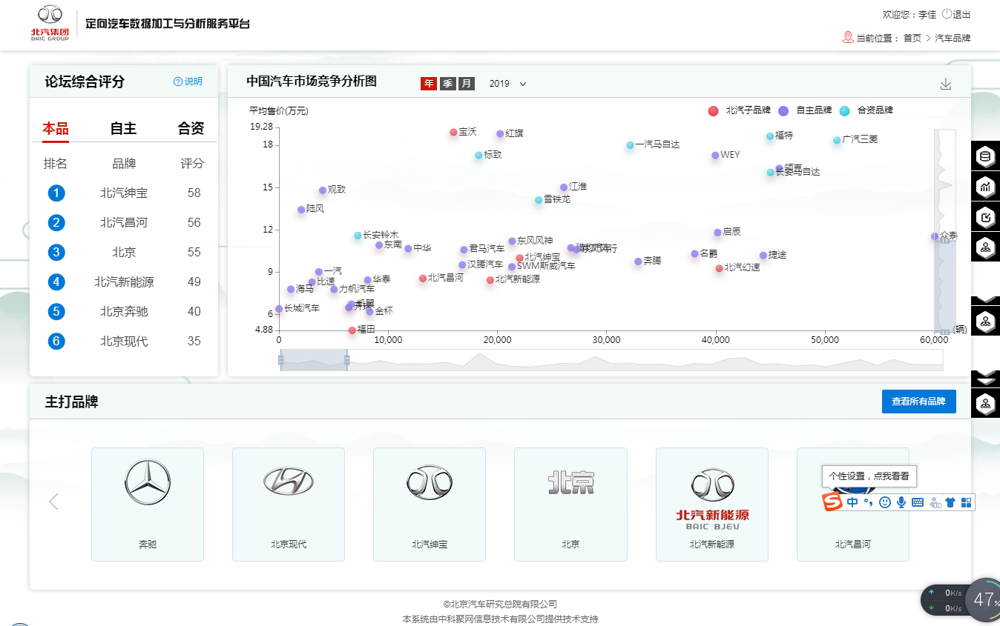 北汽集团
BAIC GROUP
定向汽车数据加工与分析服务平台
欢迎您：李佳 退出
当前位置： 首页 > 汽车品牌
论坛综合评分
?说明
本品 自主 合资
排名 品牌 评分
1 北汽绅宝 58
2 北汽昌河 56
3 北京 55
4 北汽新能源 49
5 北京奔驰 40
6 北京现代 35
中国汽车市场竞争分析图
年 季 月 2019
平均售价(万元)
北汽子品牌 自主品牌 合资品牌
19.28
18
15
12
9
6
4.88
宝沃
红旗
标致
一汽马自达
福特
广汽三菱
WEY
长安马自达
观致
江淮
雪铁龙
陆风
长安铃木
东南
中华
东风风神
君马汽车
启辰
众泰
北汽绅宝
汉腾汽车
SWM斯威汽车
奔腾
名爵
捷途
北汽幻速
一汽
比速
华泰
北汽昌河
北汽新能源
海马
力帆汽车
长城汽车
金杯
福田
(辆)
0 10,000 20,000 30,000 40,000 50,000 60,000
主打品牌
查看所有品牌
北京
北汽新能源
BAIC BJEV
奔驰
北京现代
北汽绅宝
北京
北汽新能源
北汽昌河
个性设置，点我看看
S 中
0K/s
0K/s
47%
©北京汽车研究总院有限公司
本系统由中科聚网信息技术有限公司提供技术支持